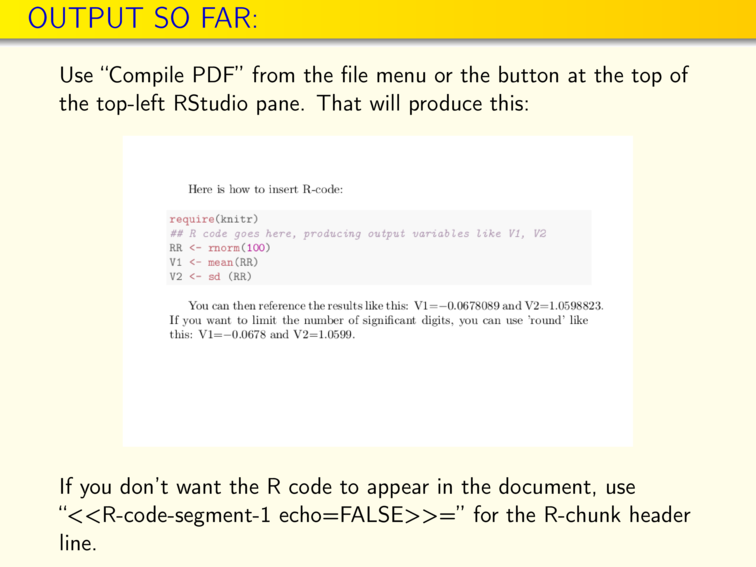 OUTPUT SO FAR:
Use “Compile PDF” from the file menu or the button at the top of
the top-left RStudio pane. That will produce this:
Here is how to insert R-code:
require(knitr)
## R code goes here, producing output variables like V1, V2
RR <- rnorm(100)
V1 <- mean(RR)
V2 <- sd (RR)
You can then reference the results like this: V1=−0.0678089 and V2=1.0598823.
If you want to limit the number of significant digits, you can use ’round’ like
this: V1=−0.0678 and V2=1.0599.
If you don’t want the R code to appear in the document, use
“<<R-code-segment-1 echo=FALSE>>=” for the R-chunk header
line.